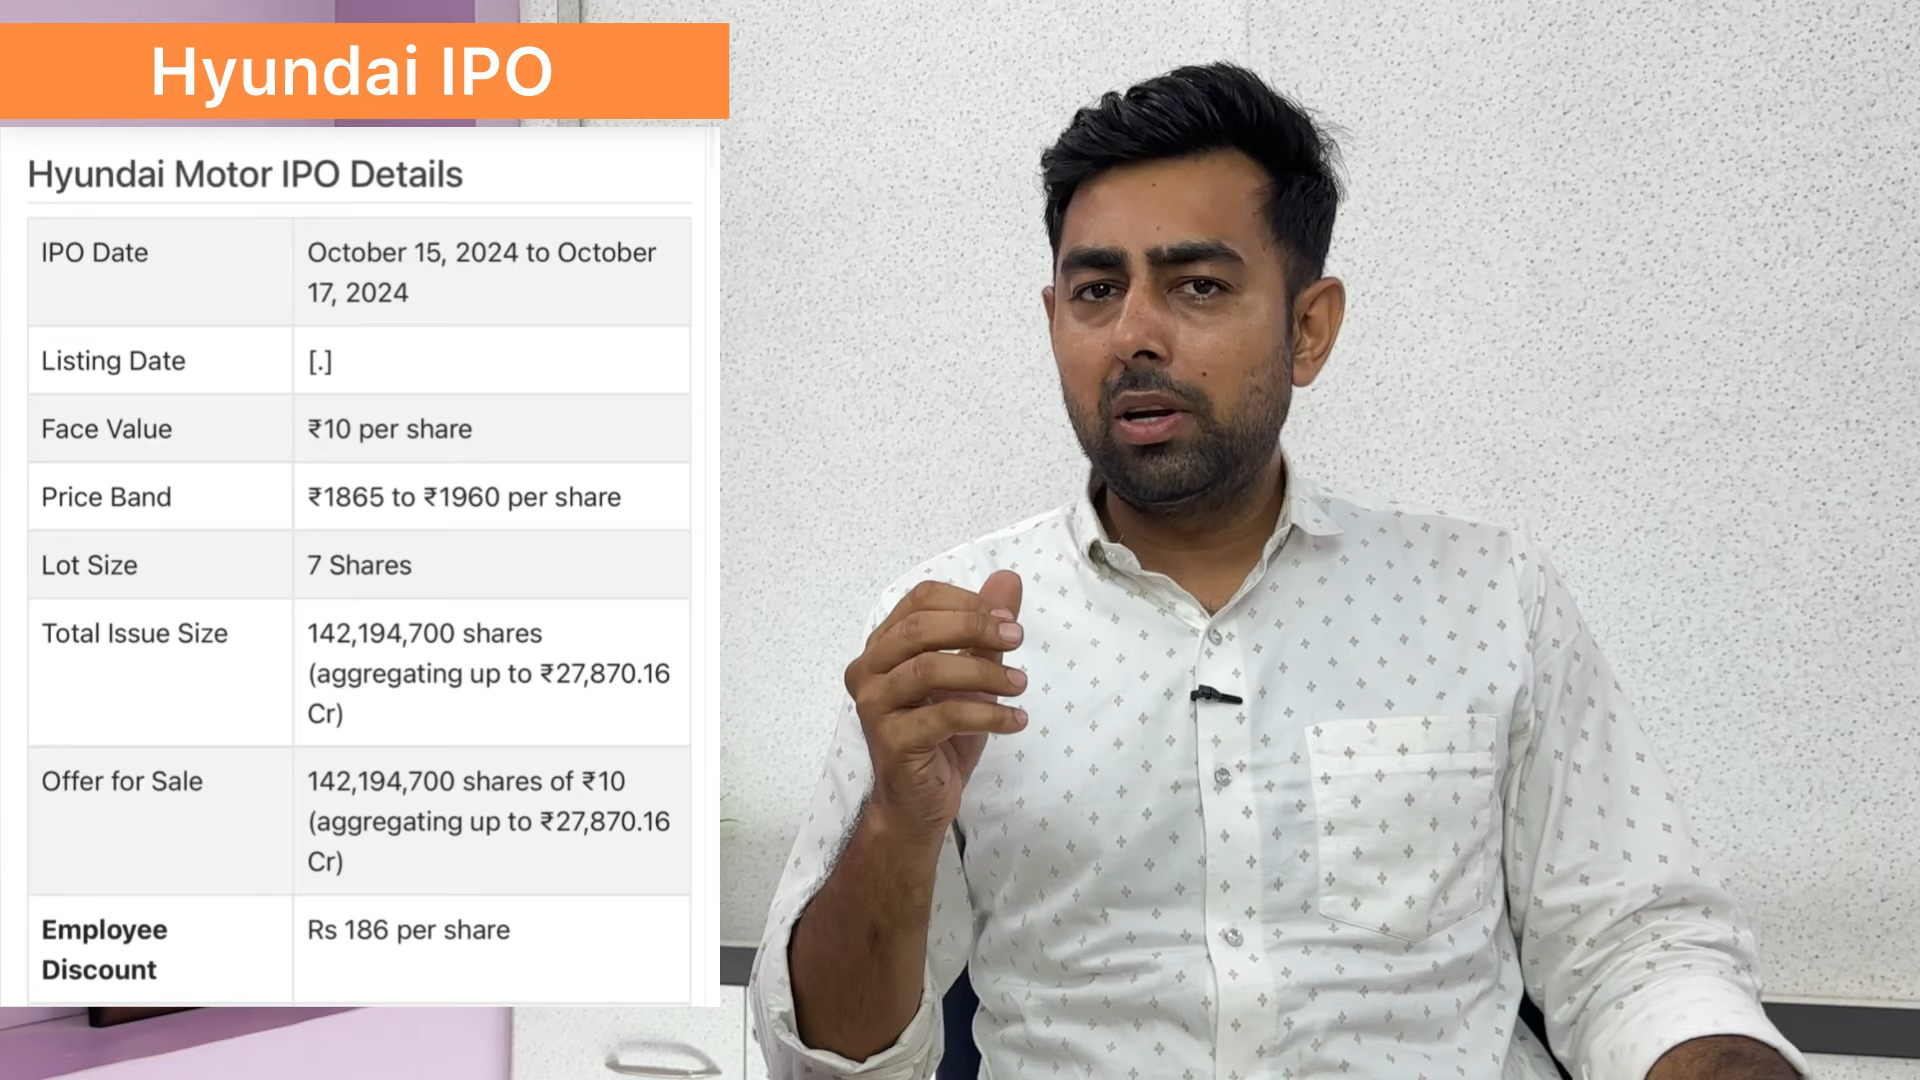 Hyundai IPO
Hyundai Motor IPO Details
IPO Date
October 15, 2024 to October
17, 2024
Listing Date
[.]
Face Value
₹10 per share
Price Band
₹1865 to ₹1960 per share
Lot Size
7 Shares
Total Issue Size
142,194,700 shares
(aggregating up to ₹27,870.16
Cr)
Offer for Sale
142,194,700 shares of ₹10
(aggregating up to ₹27,870.16
Cr)
Employee
Discount
Rs 186 per share